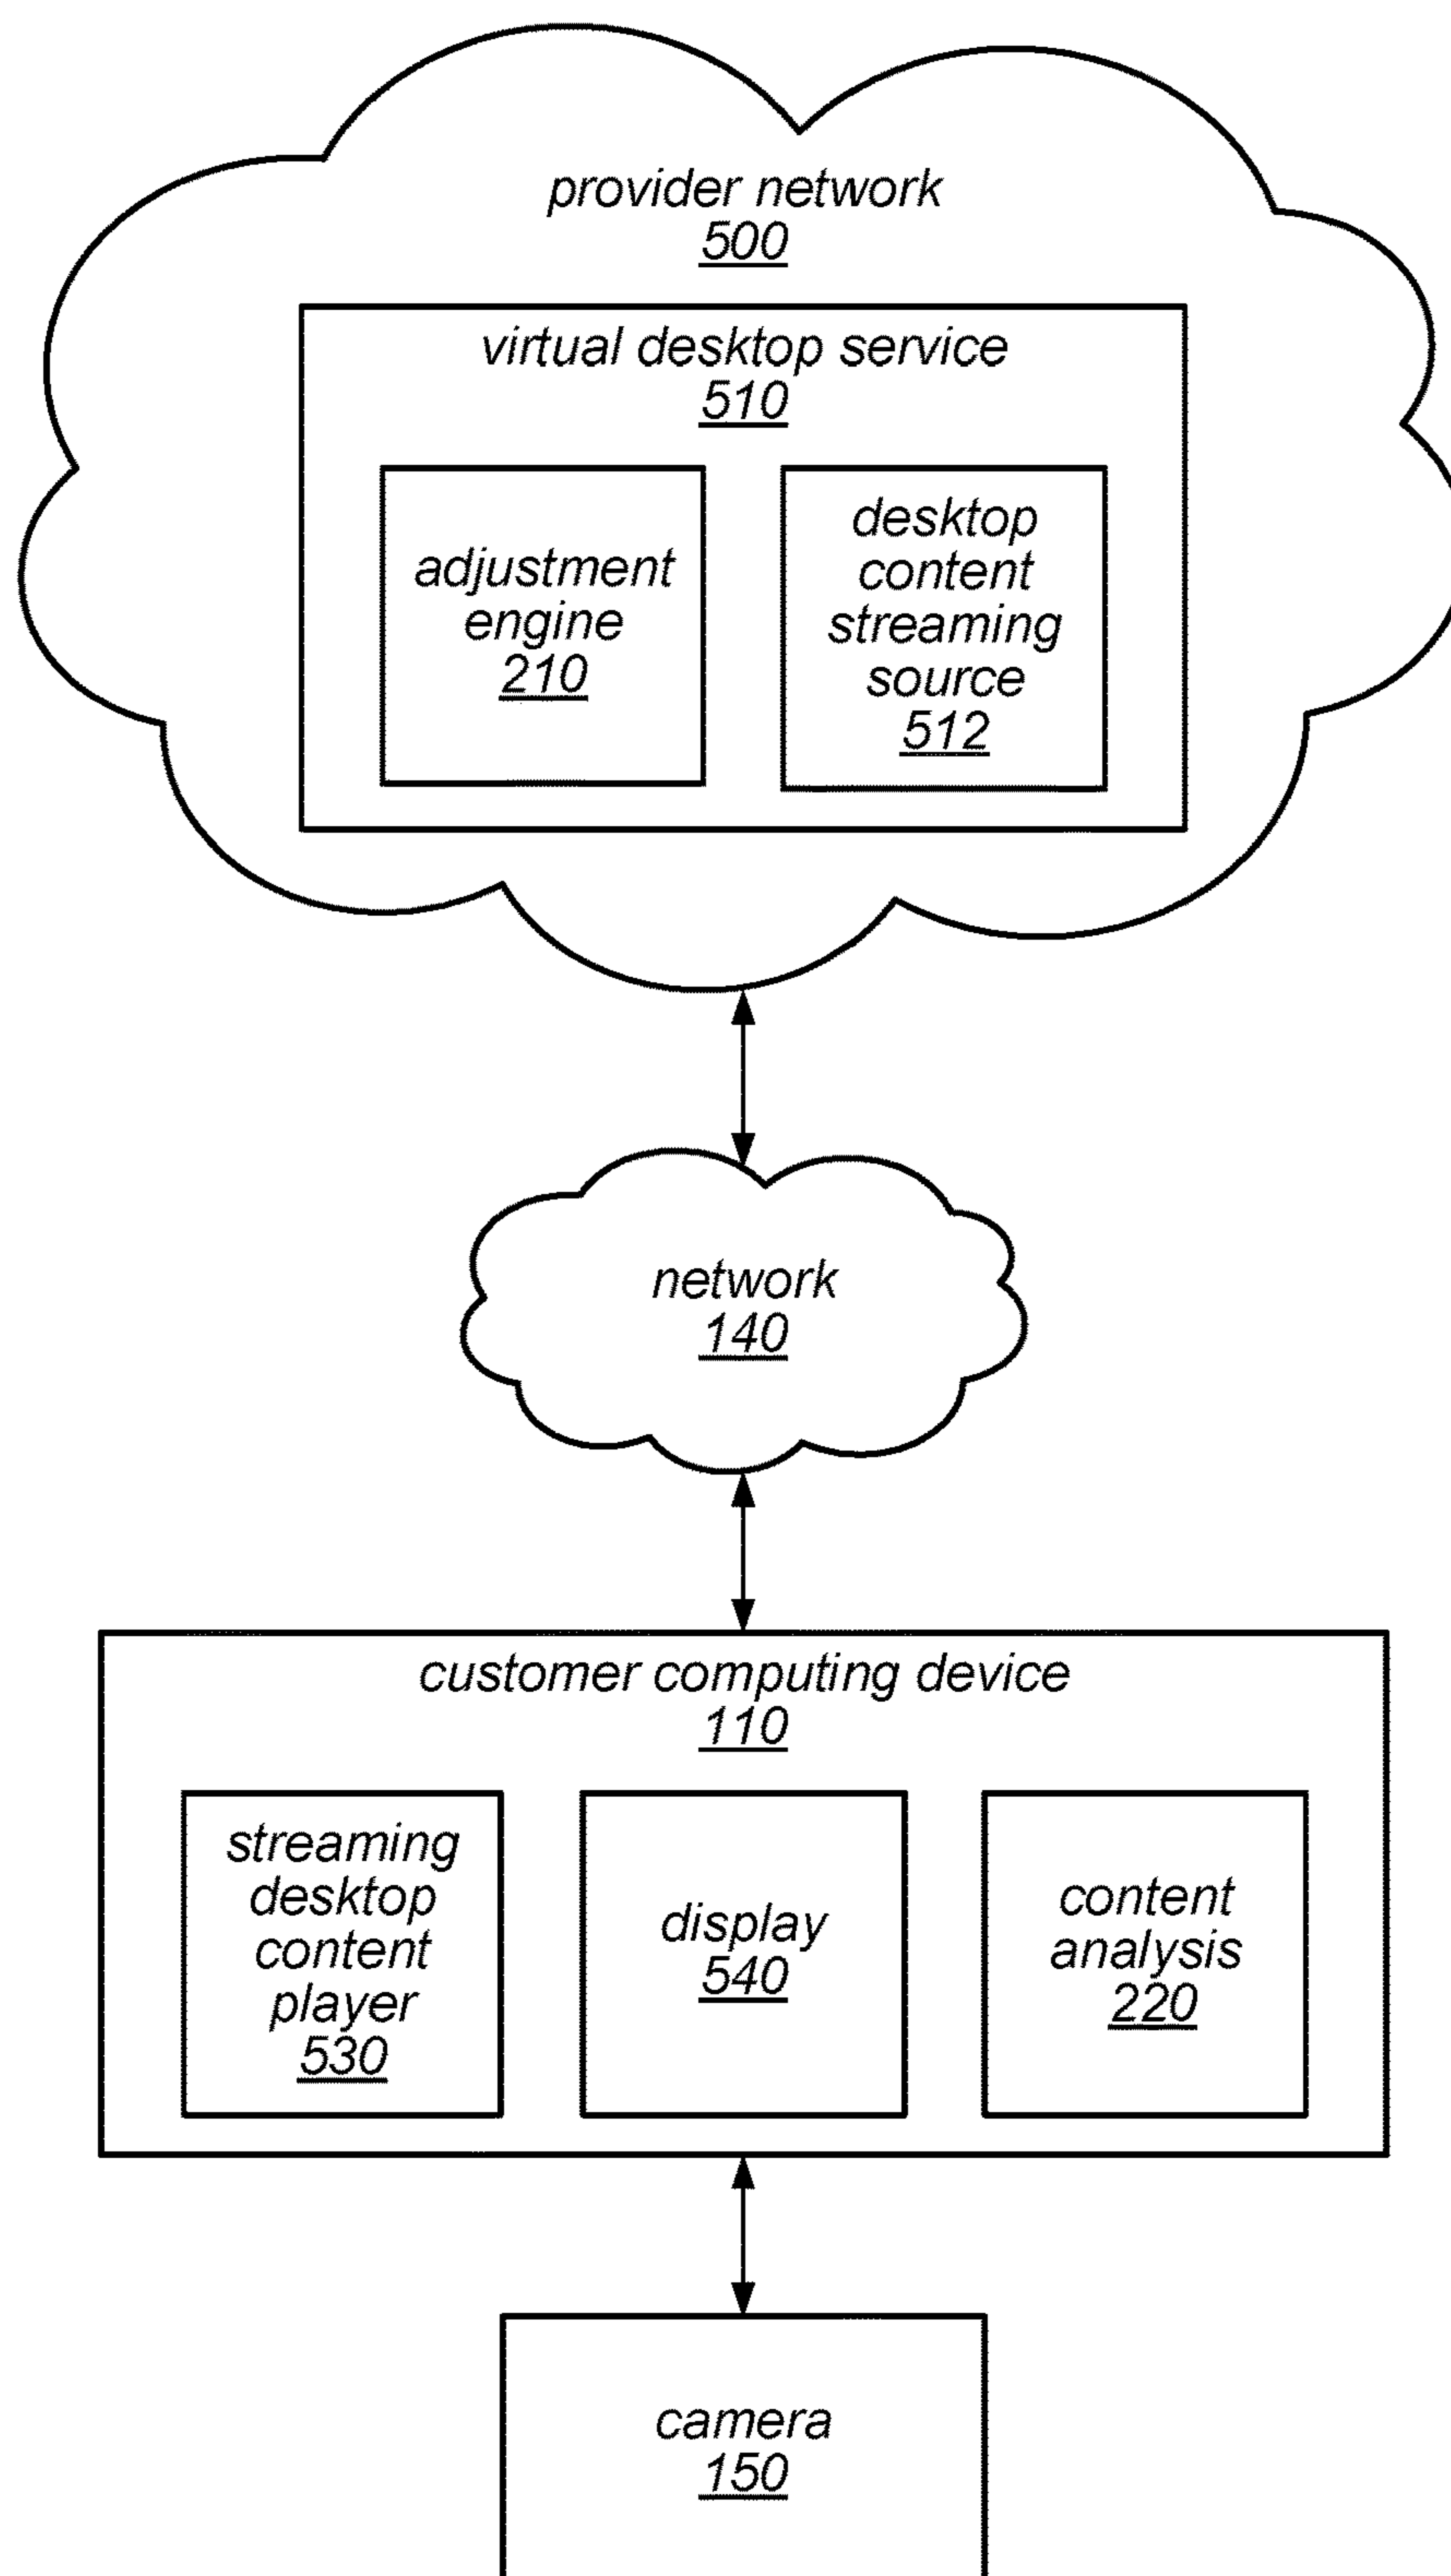 provider network
500
virtual desktop service
510
adjustment
engine
210
desktop
content
streaming
source
512
network
140
customer computing device
110
streaming
desktop
content
player
530
display
540
content
analysis
220
camera
150